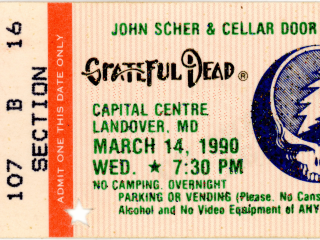 JOHN SCHER & CELLAR DOOR
GRATEFUL DEAD ®
CAPITAL CENTRE
LANDOVER, MD
MARCH 14, 1990
WED. ★ 7:30 PM
NO CAMPING, OVERNIGHT
PARKING OR VENDING (Please. No Cans
Alcohol and No Video Equipment of ANY
ADMIT ONE THIS DATE ONLY
107 B 16
SECTION